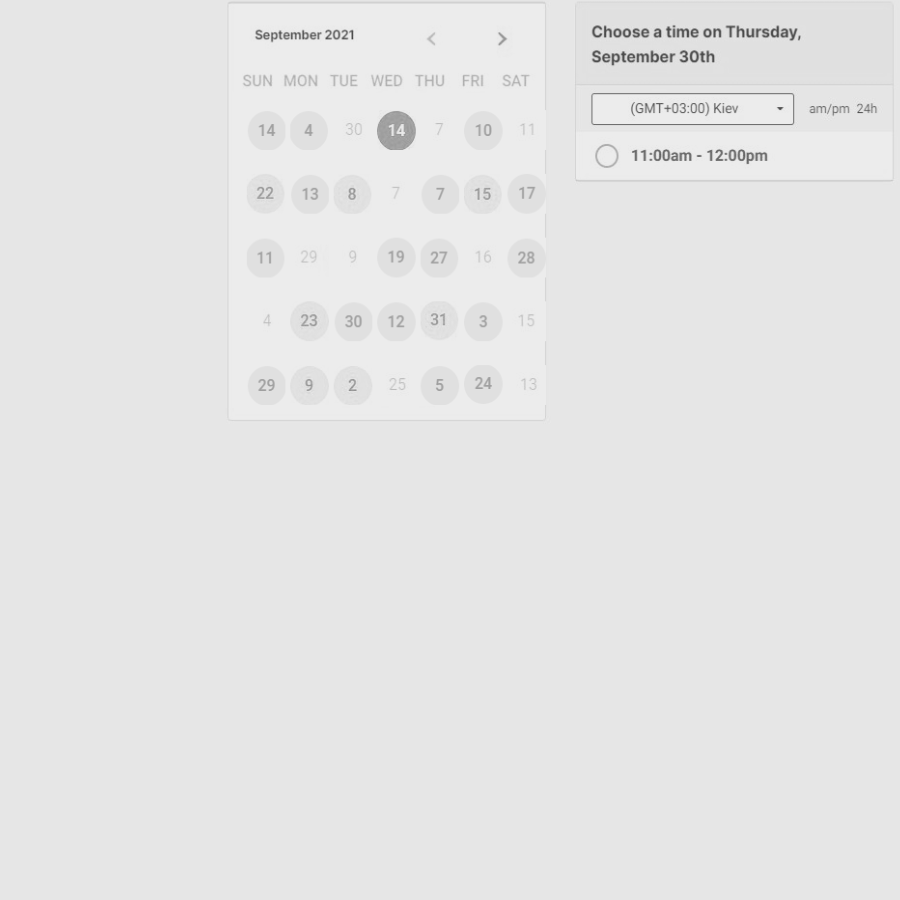 September 2021
SUN MON TUE WED THU FRI SAT
14 4 30 14 7 10 11
22 13 8 7 7 15 17
11 29 9 19 27 16 28
4 23 30 12 31 3 15
29 9 2 25 5 24 13
Choose a time on Thursday,
September 30th
(GMT+03:00) Kiev am/pm 24h
11:00am - 12:00pm